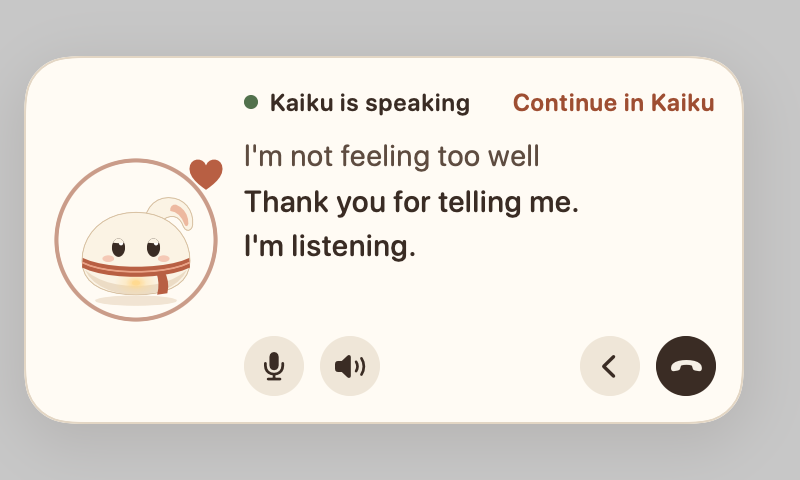 Kaiku is speaking
Continue in Kaiku
I'm not feeling too well
Thank you for telling me.
I'm listening.